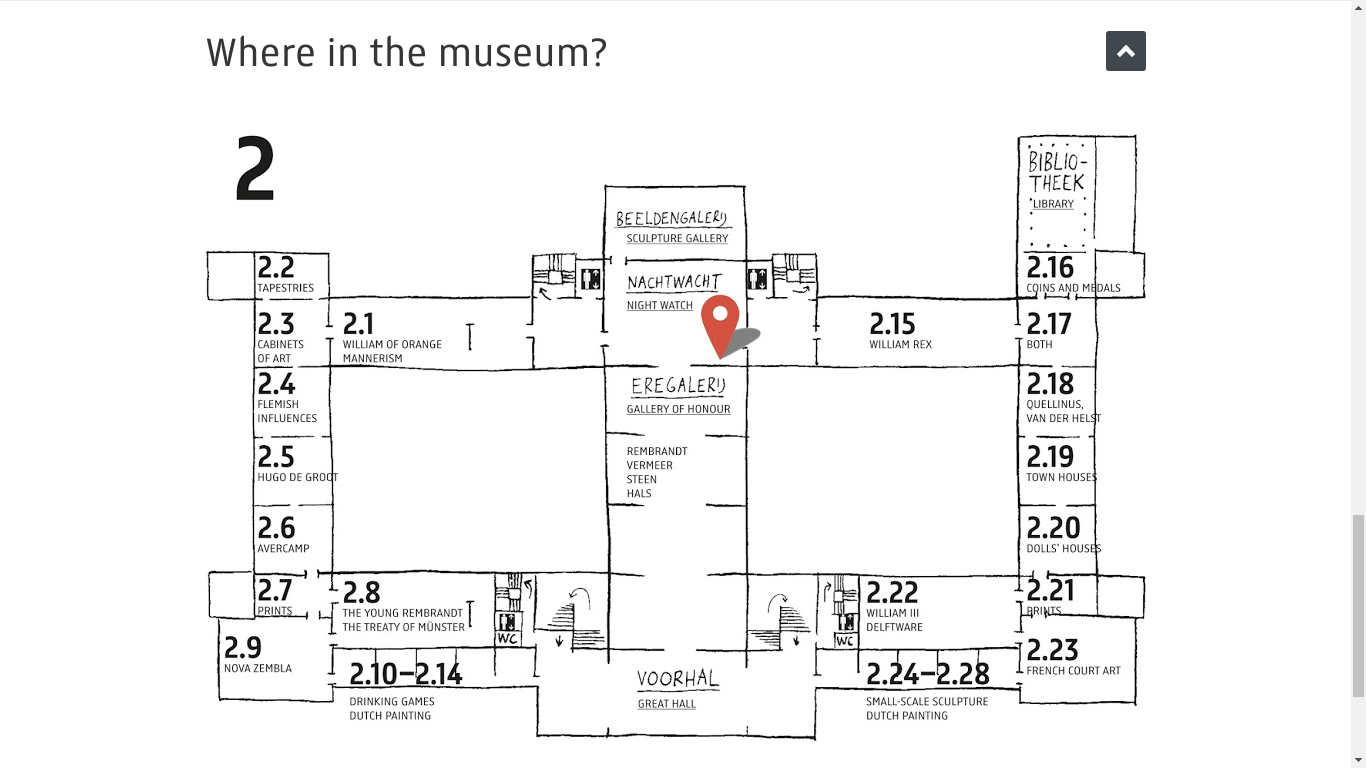 Where in the museum?
2
BIBLIO-
THEEK
LIBRARY
BEELDENGALERIJ
SCULPTURE GALLERY
NACHTWACHT
NIGHT WATCH
2.2
TAPESTRIES
2.16
COINS AND MEDALS
2.3
CABINETS
OF ART
2.1
WILLIAM OF ORANGE
MANNERISM
2.15
WILLIAM REX
2.17
BOTH
2.4
FLEMISH
INFLUENCES
EREGALERIJ
GALLERY OF HONOUR
2.18
QUELLINUS,
VAN DER HELST
REMBRANDT
VERMEER
STEEN
HALS
2.5
HUGO DE GROOT
2.19
TOWN HOUSES
2.6
AVERCAMP
2.20
DOLLS' HOUSES
2.7
PRINTS
2.8
THE YOUNG REMBRANDT
THE TREATY OF MÜNSTER
WC
WC
2.22
WILLIAM III
DELFTWARE
2.21
PRINTS
2.9
NOVA ZEMBLA
2.10–2.14
DRINKING GAMES
DUTCH PAINTING
VOORHAL
GREAT HALL
2.24–2.28
SMALL-SCALE SCULPTURE
DUTCH PAINTING
2.23
FRENCH COURT ART